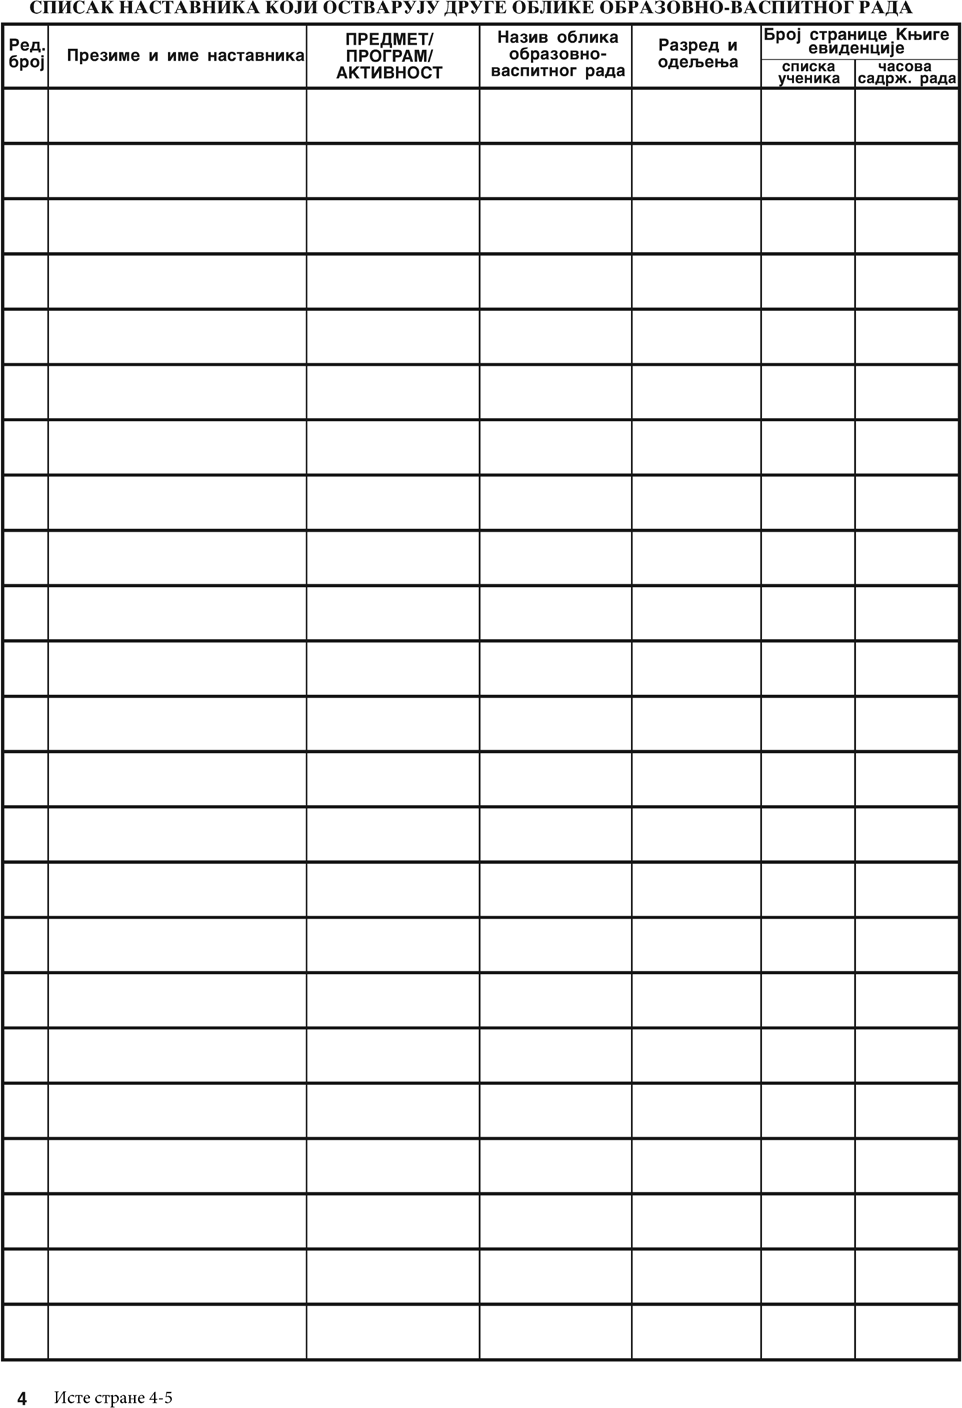 СПИСАК НАСТАВНИКА КОЈИ ОСТВАРУЈУ ДРУГЕ ОБЛИКЕ ОБРАЗОВНО-ВАСПИТНОГ РАДА
Ред.
број
Презиме и име наставника
ПРЕДМЕТ/
ПРОГРАМ/
АКТИВНОСТ
Назив облика
образовно-
васпитног рада
Разред и
одељења
Број странице Књиге
евиденције
списка
ученика
часова
садрж. рада
4 Исте стране 4-5